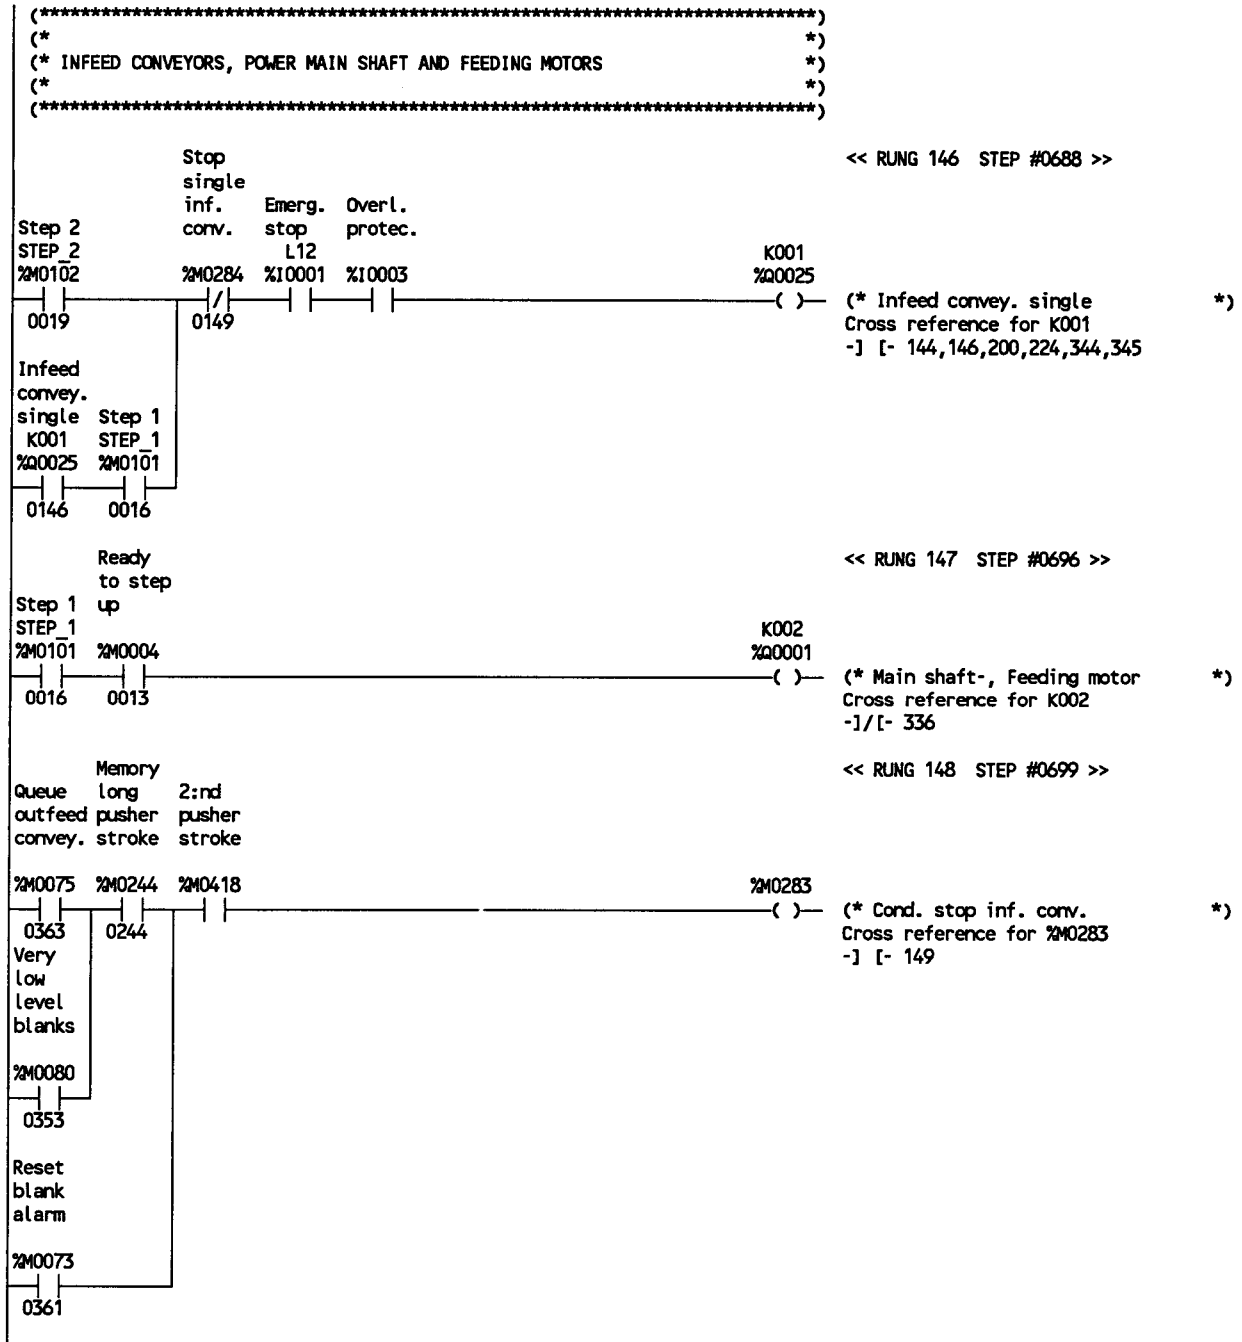 (***************************************************************************)
(* *)
(* INFEED CONVEYORS, POWER MAIN SHAFT AND FEEDING MOTORS *)
(* *)
(***************************************************************************)
Stop << RUNG 146 STEP #0688 >>
single
inf. Emerg. Overl.
Step 2 conv. stop protec.
STEP_2 L12 K001
%M0102 %M0284 %I0001 %I0003 %Q0025
(* Infeed convey. single *)
0019 0149 Cross reference for K001
-] [- 144,146,200,224,344,345
Infeed
convey.
single Step 1
K001 STEP_1
%Q0025 %M0101
0146 0016
Ready << RUNG 147 STEP #0696 >>
to step
Step 1 up
STEP_1 K002
%M0101 %M0004 %Q0001
(* Main shaft-, Feeding motor *)
0016 0013 Cross reference for K002
-]/[- 336
Memory << RUNG 148 STEP #0699 >>
Queue long 2:nd
outfeed pusher pusher
convey. stroke stroke
%M0075 %M0244 %M0418 %M0283
(* Cond. stop inf. conv. *)
0363 0244 Cross reference for %M0283
Very -] [- 149
low
level
blanks
%M0080
0353
Reset
blank
alarm
%M0073
0361